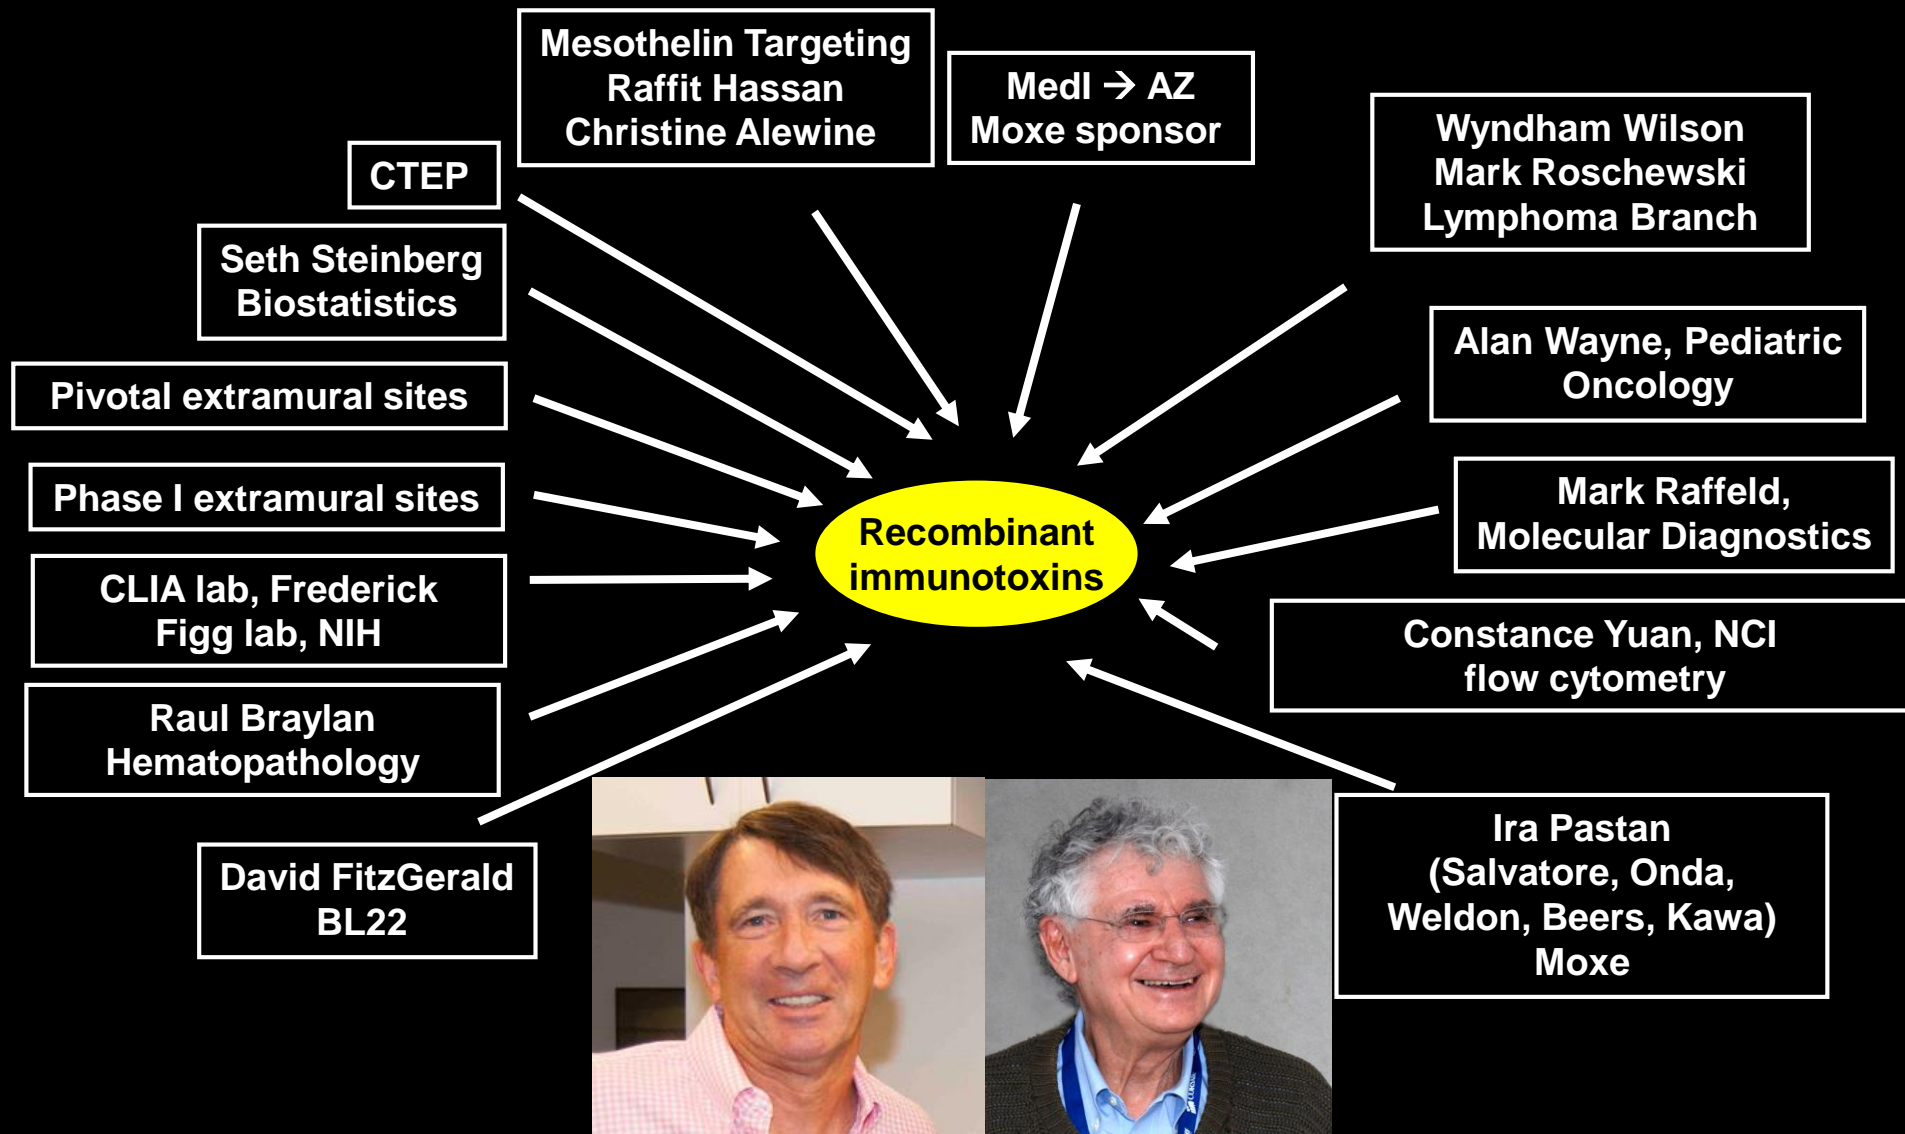 Mesothelin Targeting
Raffit Hassan
Christine Alewine
MedI → AZ
Moxe sponsor
Wyndham Wilson
Mark Roschewski
Lymphoma Branch
CTEP
Seth Steinberg
Biostatistics
Alan Wayne, Pediatric
Oncology
Pivotal extramural sites
Phase I extramural sites
Mark Raffeld,
Molecular Diagnostics
Recombinant
immunotoxins
CLIA lab, Frederick
Figg lab, NIH
Constance Yuan, NCI
flow cytometry
Raul Braylan
Hematopathology
David FitzGerald
BL22
Ira Pastan
(Salvatore, Onda,
Weldon, Beers, Kawa)
Moxe